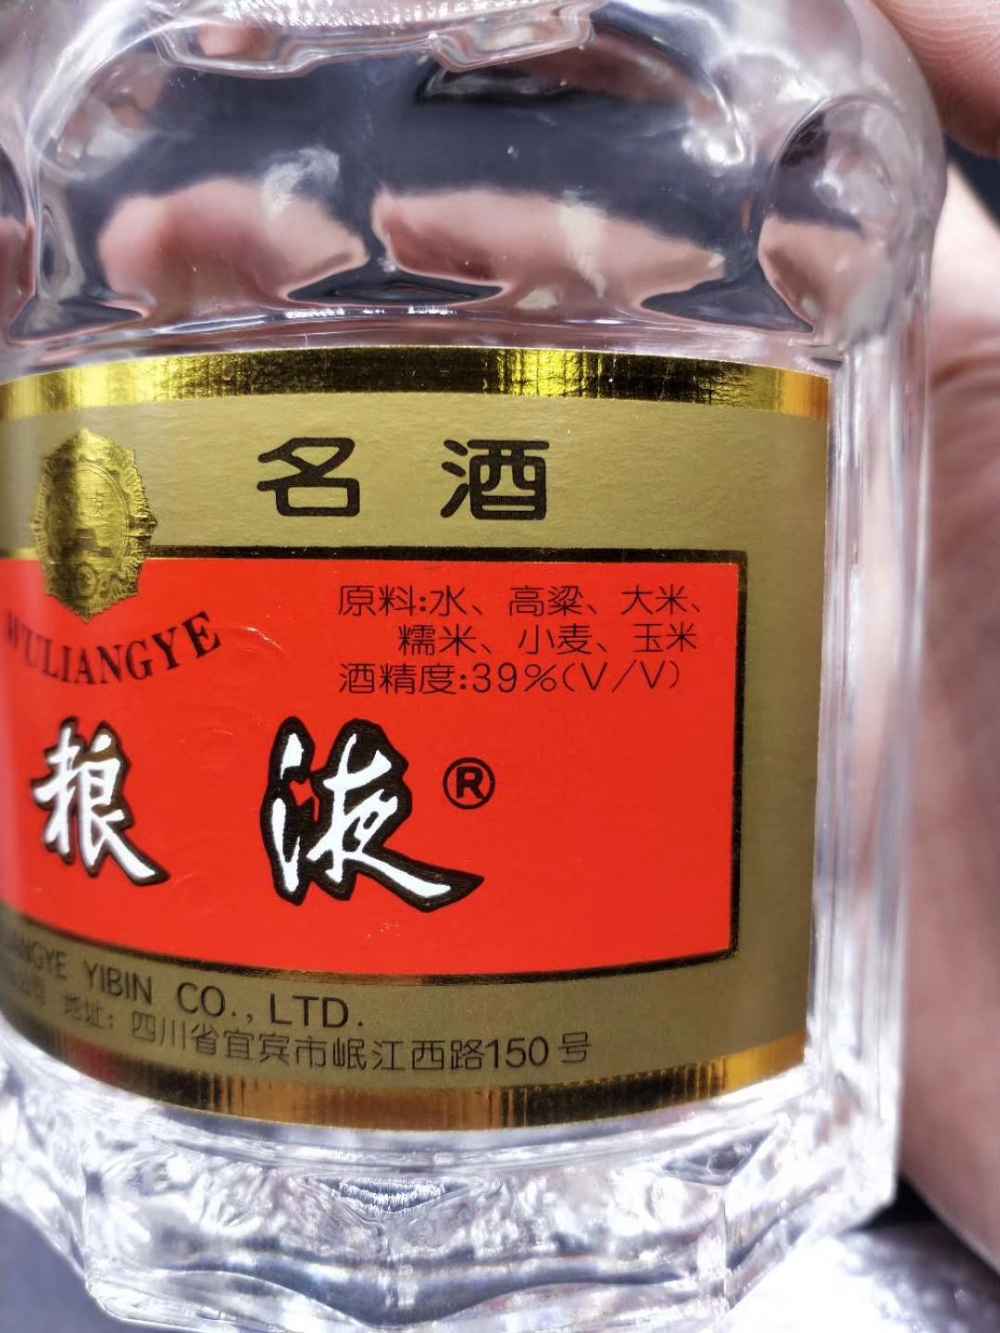 名酒
WULIANGYE
原料:水、高粱、大米、
糯米、小麦、玉米
酒精度:39%(V/V)
粮液®
ANGYE YIBIN CO., LTD.
地址：四川省宜宾市岷江西路150号